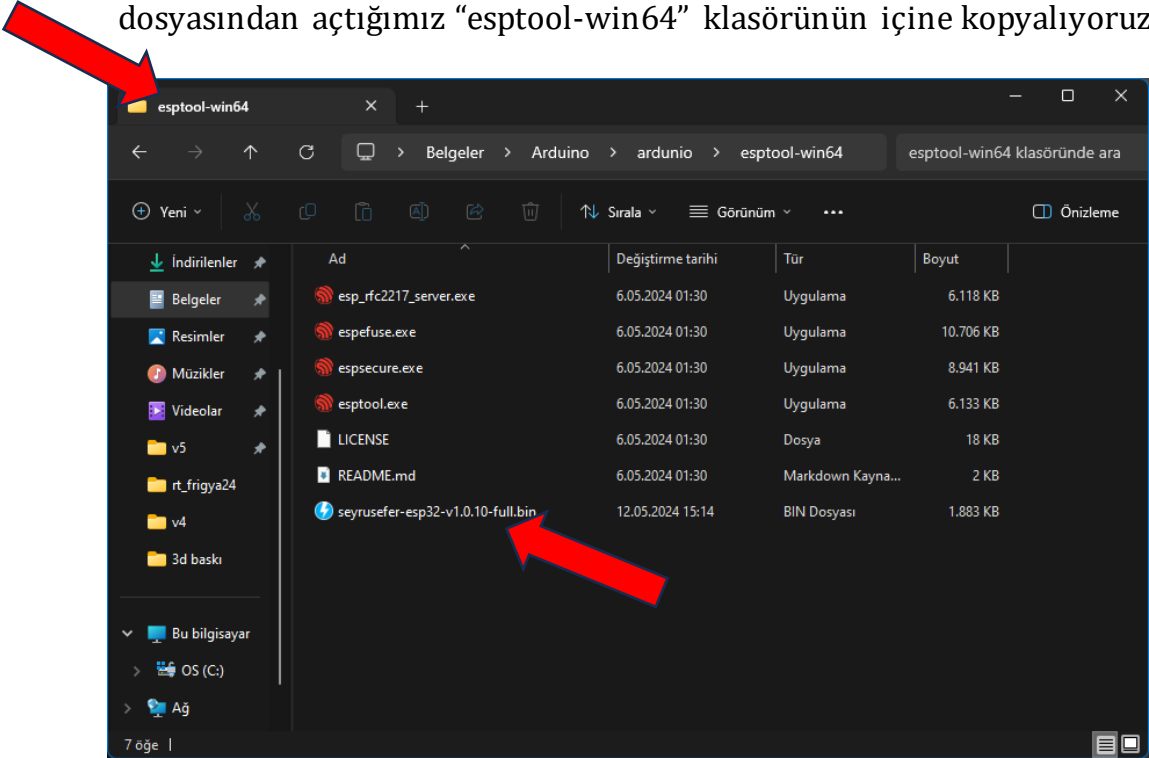 dosyasından açtığımız “esptool-win64” klasörünün içine kopyalıyoruz
esptool-win64
Belgeler > Arduino > ardunio > esptool-win64
esptool-win64 klasöründe ara
Yeni
Sırala
Görünüm
Önizleme
İndirilenler
Belgeler
Resimler
Müzikler
Videolar
v5
rt_frigya24
v4
3d baskı
Bu bilgisayar
OS (C:)
Ağ
Ad Değiştirme tarihi Tür Boyut
esp_rfc2217_server.exe 6.05.2024 01:30 Uygulama 6.118 KB
espefuse.exe 6.05.2024 01:30 Uygulama 10.706 KB
espsecure.exe 6.05.2024 01:30 Uygulama 8.941 KB
esptool.exe 6.05.2024 01:30 Uygulama 6.133 KB
LICENSE 6.05.2024 01:30 Dosya 18 KB
README.md 6.05.2024 01:30 Markdown Kayna... 2 KB
seyrusefer-esp32-v1.0.10-full.bin 12.05.2024 15:14 BIN Dosyası 1.883 KB
7 öğe